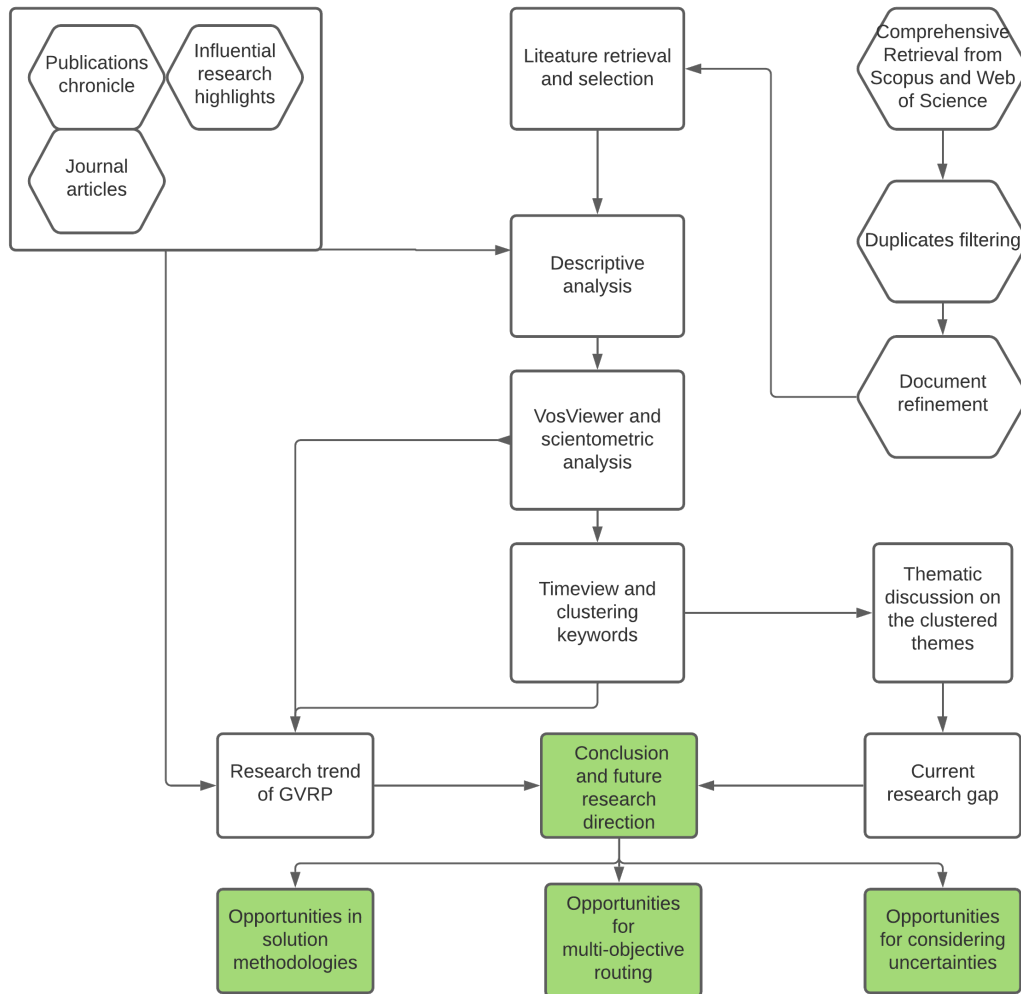 Publications
chronicle
Influential
research
highlights
Journal
articles
Liteature retrieval
and selection
Comprehensive
Retrieval from
Scopus and Web
of Science
Duplicates filtering
Descriptive
analysis
Document
refinement
VosViewer and
scientometric
analysis
Timeview and
clustering
keywords
Thematic
discussion on
the clustered
themes
Research trend
of GVRP
Conclusion
and future
research
direction
Current
research gap
Opportunities in
solution
methodologies
Opportunities
for
multi-objective
routing
Opportunities
for considering
uncertainties